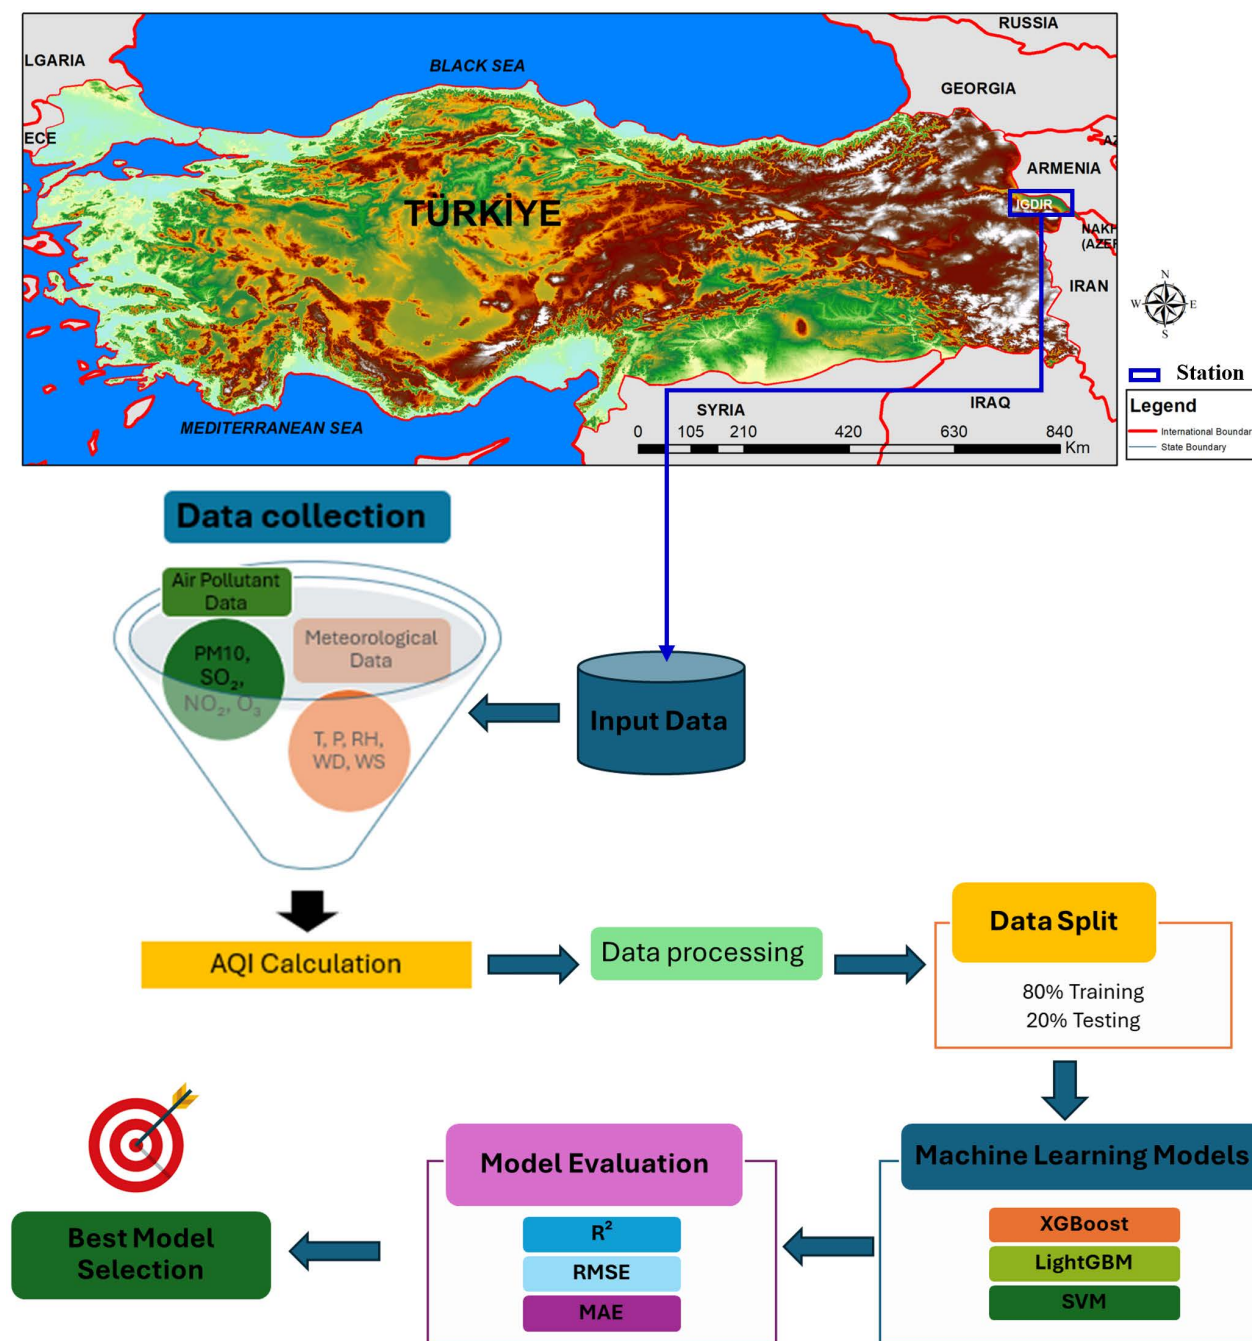 RUSSIA
LGARIA
BLACK SEA
GEORGIA
ECE
AZ
ARMENIA
TÜRKİYE
IGDIR
NAKH
(AZER
IRAN
N
W E
S
Station
SYRIA
IRAQ
MEDITERRANEAN SEA
0 105 210 420 630 840
Km
Legend
International Boundar
State Boundary
Data collection
Air Pollutant
Data
Meteorological
Data
PM10,
SO₂,
NO₂, O₃
T, P, RH,
WD, WS
Input Data
AQI Calculation
Data processing
Data Split
80% Training
20% Testing
Machine Learning Models
XGBoost
LightGBM
SVM
Model Evaluation
R²
RMSE
MAE
Best Model
Selection